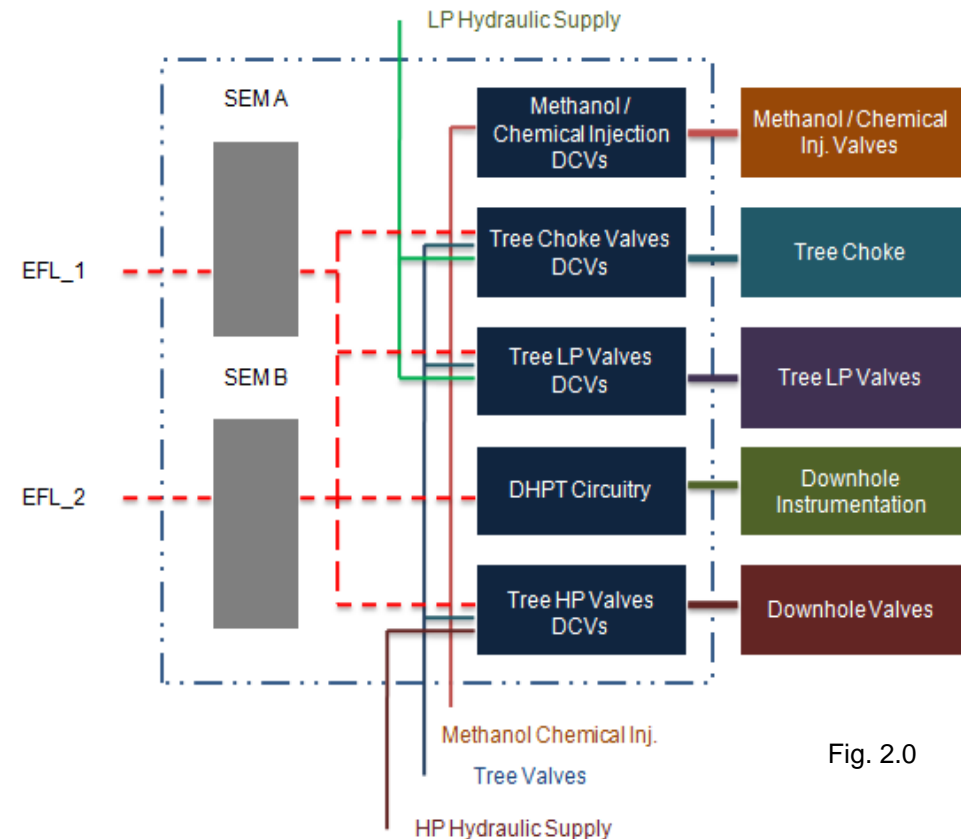 LP Hydraulic Supply
SEM A
Methanol /
Chemical Injection
DCVs
Methanol / Chemical
Inj. Valves
EFL_1
Tree Choke Valves
DCVs
Tree Choke
SEM B
Tree LP Valves
DCVs
Tree LP Valves
EFL_2
DHPT Circuitry
Downhole
Instrumentation
Tree HP Valves
DCVs
Downhole Valves
Methanol Chemical Inj.
Tree Valves
HP Hydraulic Supply
Fig. 2.0